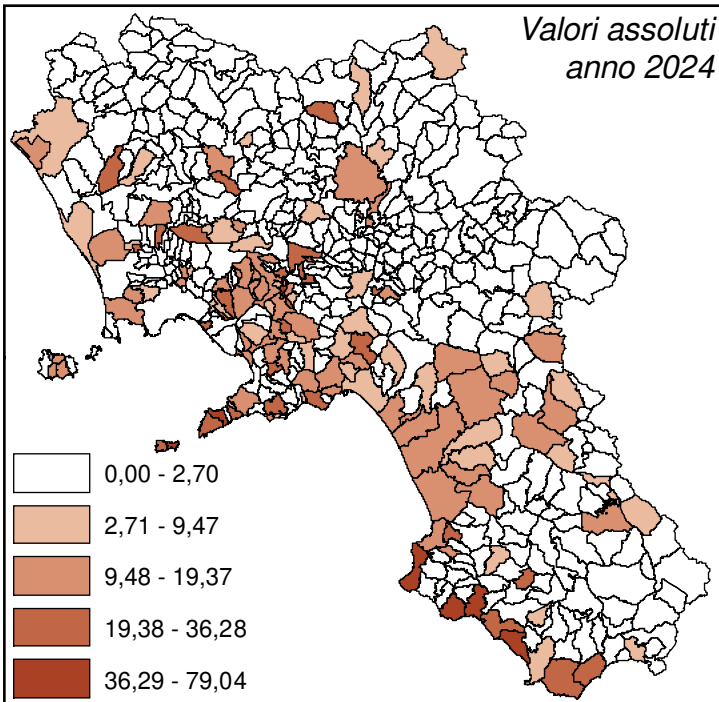 Valori assoluti
anno 2024
0,00 - 2,70
2,71 - 9,47
9,48 - 19,37
19,38 - 36,28
36,29 - 79,04